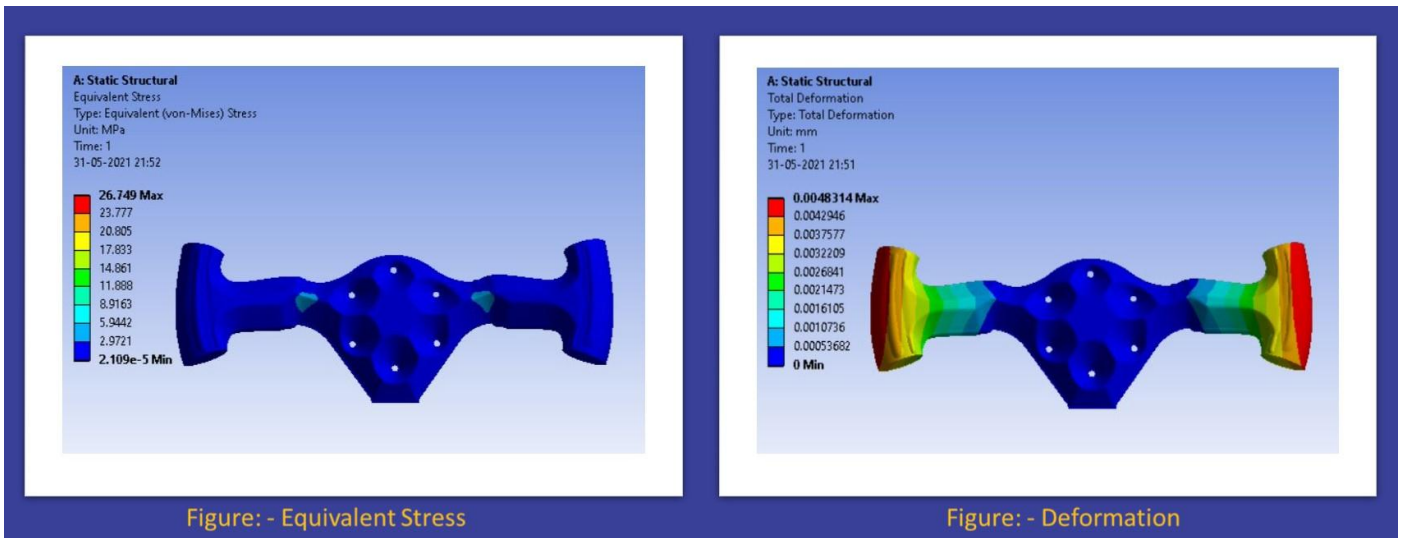 A: Static Structural
Equivalent Stress
Type: Equivalent (von-Mises) Stress
Unit: MPa
Time: 1
31-05-2021 21:52
26.749 Max
23.777
20.805
17.833
14.861
11.888
8.9163
5.9442
2.9721
2.109e-5 Min
Figure: - Equivalent Stress
A: Static Structural
Total Deformation
Type: Total Deformation
Unit: mm
Time: 1
31-05-2021 21:51
0.0048314 Max
0.0042946
0.0037577
0.0032209
0.0026841
0.0021473
0.0016105
0.0010736
0.00053682
0 Min
Figure: - Deformation